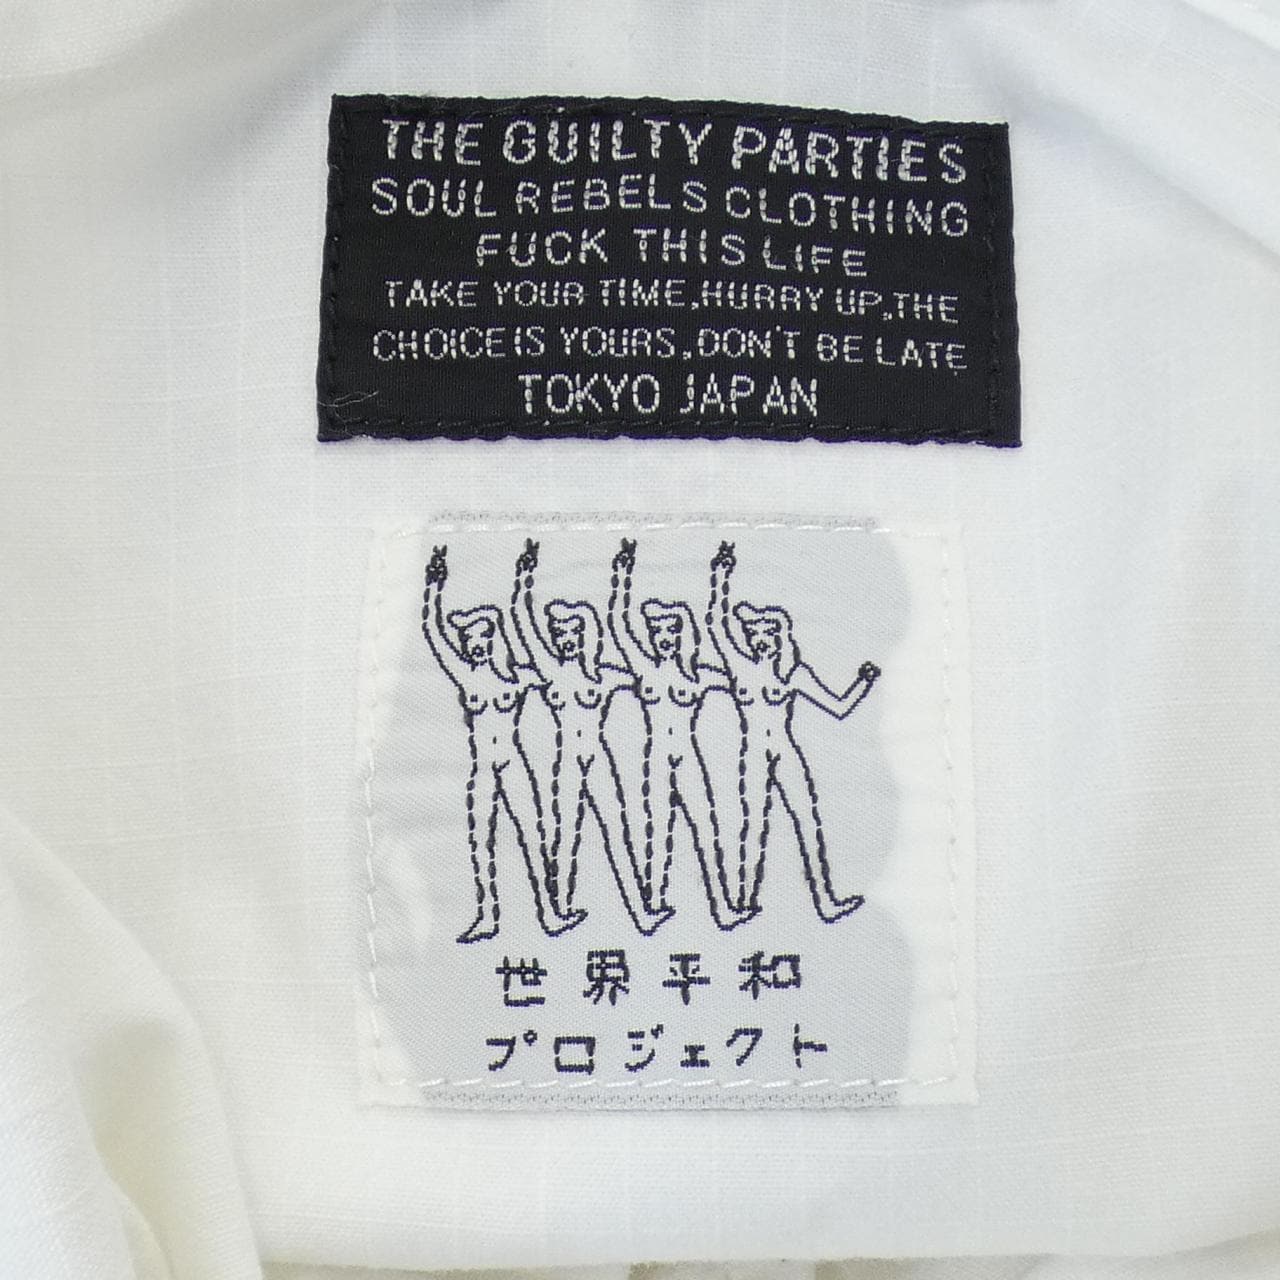 THE GUILTY PARTIES
SOUL REBELS CLOTHING
FUCK THIS LIFE
TAKE YOUR TIME,HURRY UP,THE
CHOICE IS YOURS,DON'T BE LATE
TOKYO JAPAN
世界平和
プロジェクト